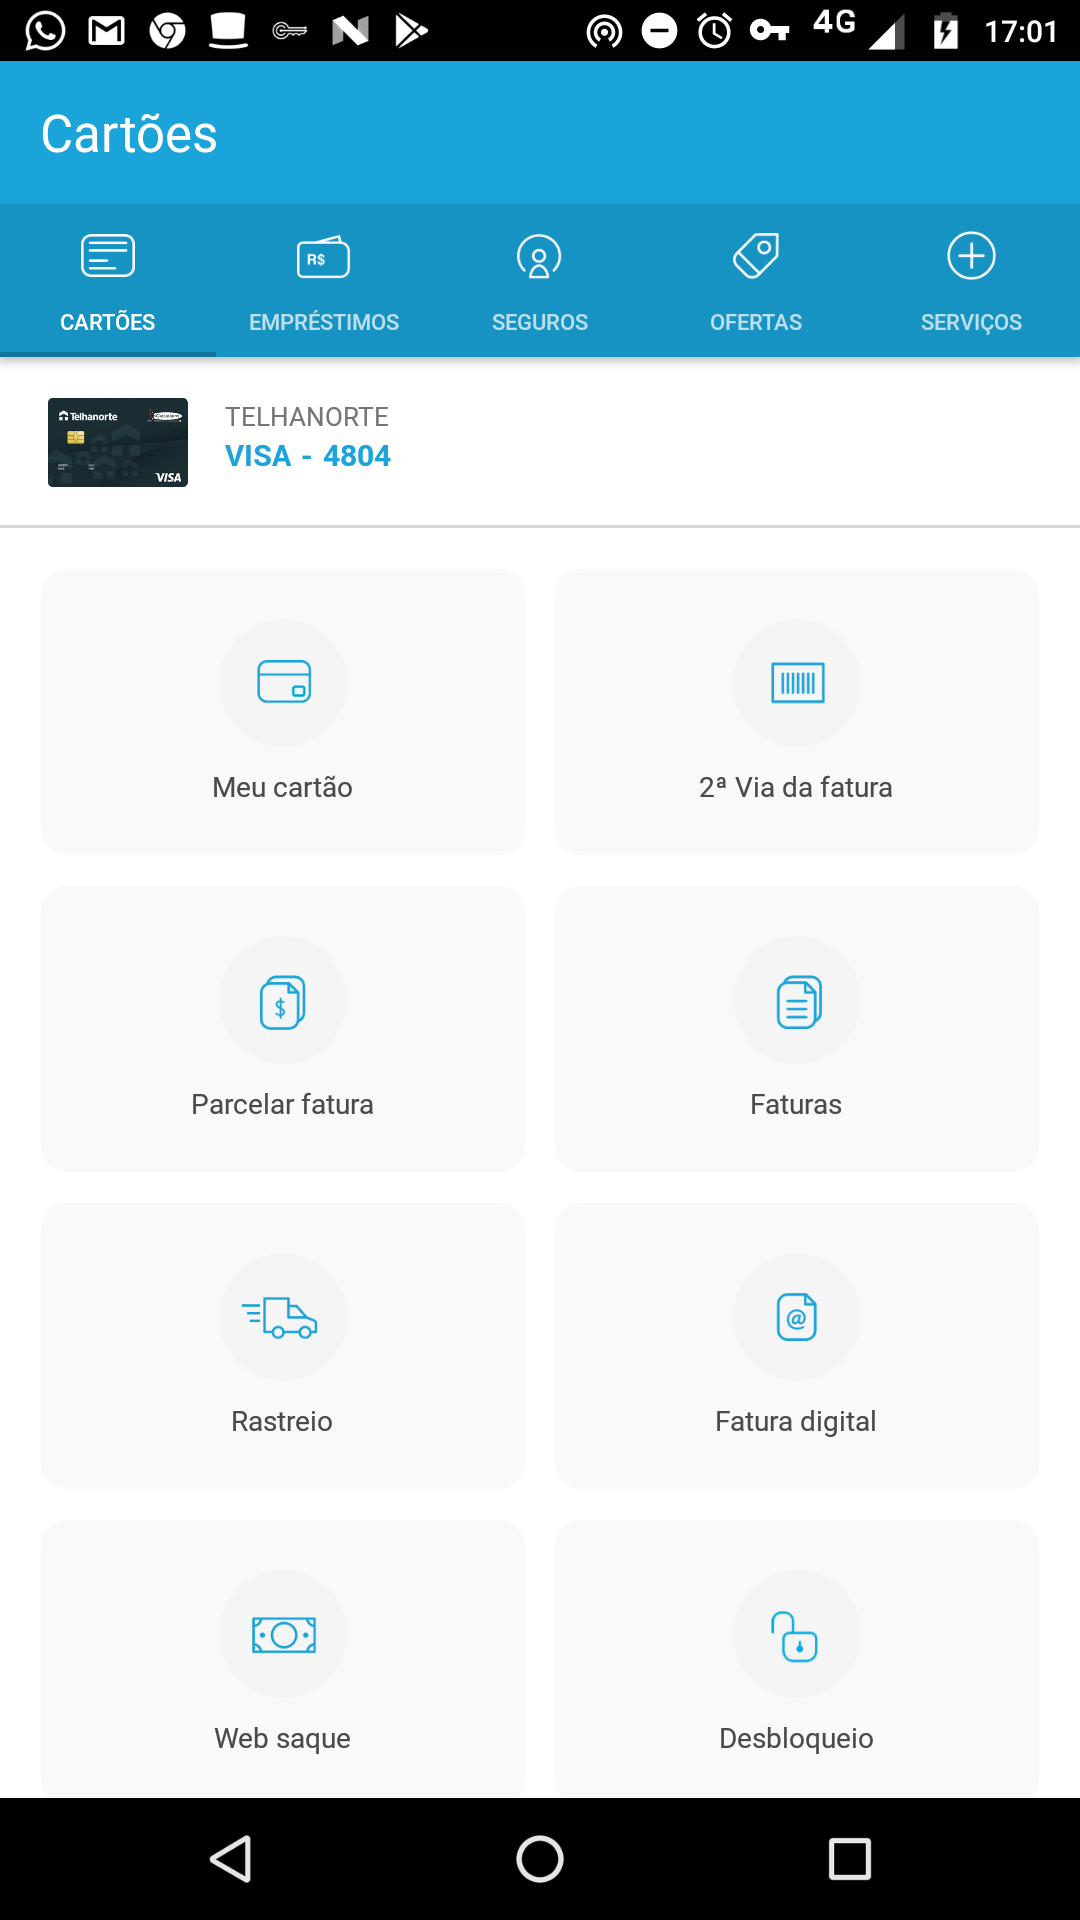 4G 17:01
Cartões
R$
CARTÕES EMPRÉSTIMOS SEGUROS OFERTAS SERVIÇOS
Telhanorte
VISA
TELHANORTE
VISA - 4804
Meu cartão 2ª Via da fatura
$
Parcelar fatura Faturas
@
Rastreio Fatura digital
Web saque Desbloqueio